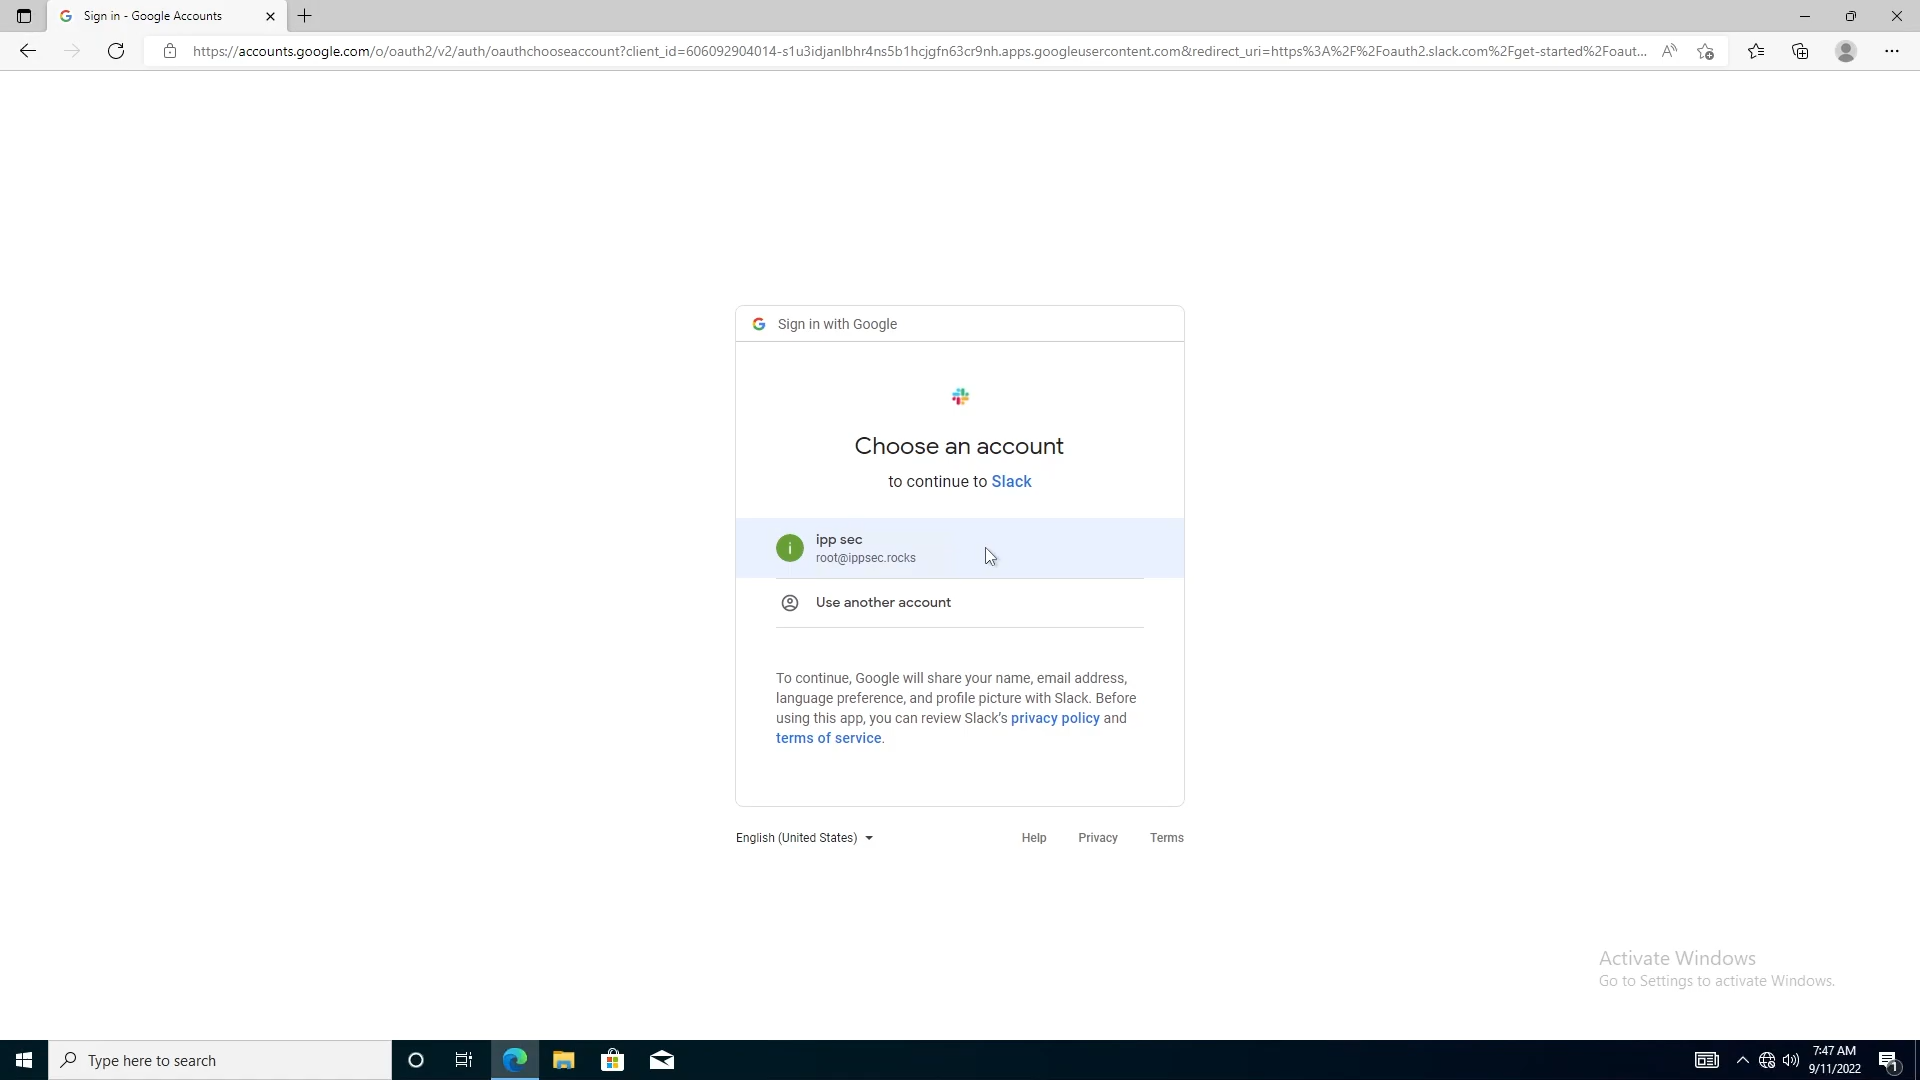 Sign in - Google Accounts
https://accounts.google.com/o/oauth2/v2/auth/oauthchooseaccount?client_id=606092904014-s1u3idjanlbhr4ns5b1hcjgfn63cr9nh.apps.googleusercontent.com&redirect_uri=https%3A%2F%2Foauth2.slack.com%2Fget-started%2Foaut...
Sign in with Google
Choose an account
to continue to Slack
i
ipp sec
root@ippsec.rocks
Use another account
To continue, Google will share your name, email address,
language preference, and profile picture with Slack. Before
using this app, you can review Slack's privacy policy and
terms of service.
English (United States)
Help
Privacy
Terms
Activate Windows
Go to Settings to activate Windows.
Type here to search
7:47 AM
9/11/2022
1